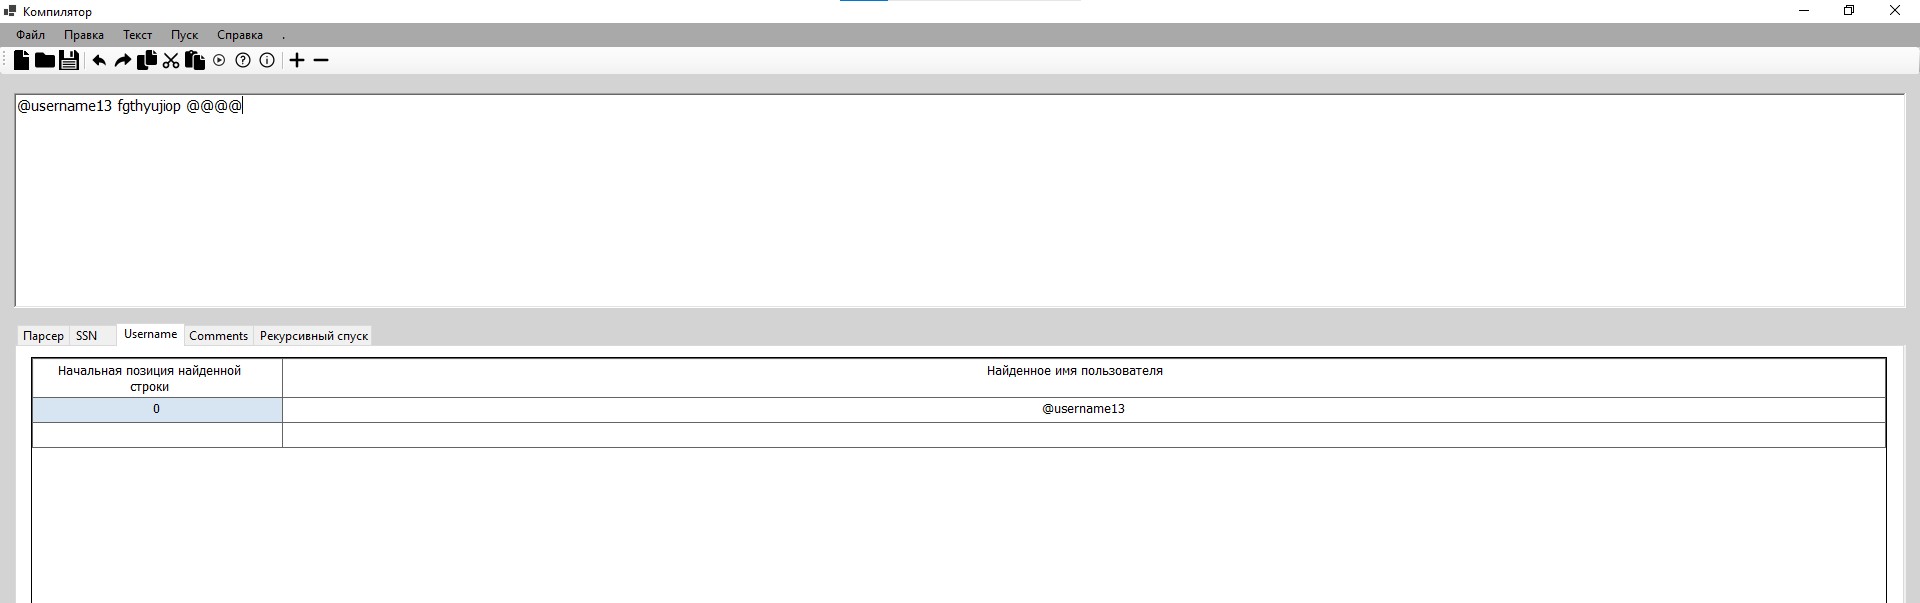 Компилятор
Файл Правка Текст Пуск Справка .
@username13 fgthyujiop @@@@
Парсер SSN Username Comments Рекурсивный спуск
Начальная позиция найденной
строки
Найденное имя пользователя
0 @username13